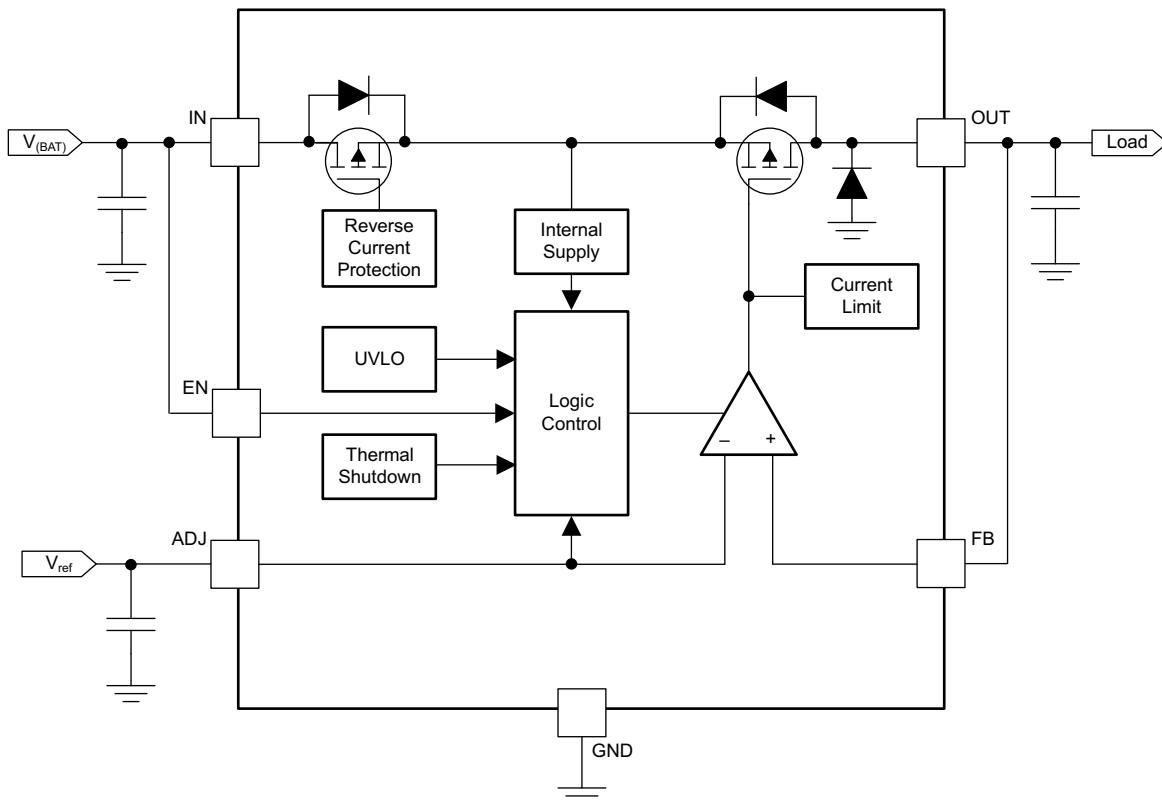 IN
OUT
V(BAT)
Load
Reverse
Current
Protection
Internal
Supply
Current
Limit
UVLO
EN
Logic
Control
– +
Thermal
Shutdown
ADJ
FB
Vref
GND